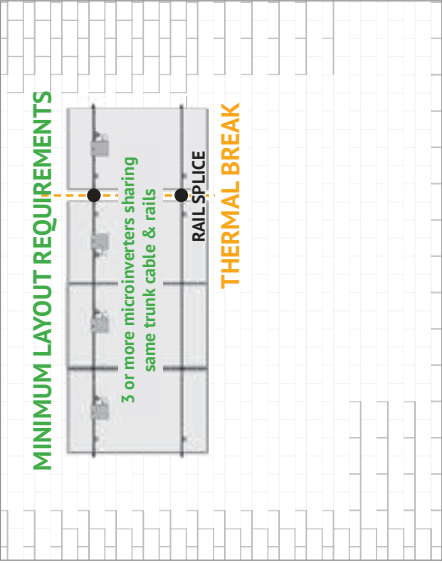 MINIMUM LAYOUT REQUIREMENTS
3 or more microinverters sharing
same trunk cable & rails
RAIL SPLICE
THERMAL BREAK